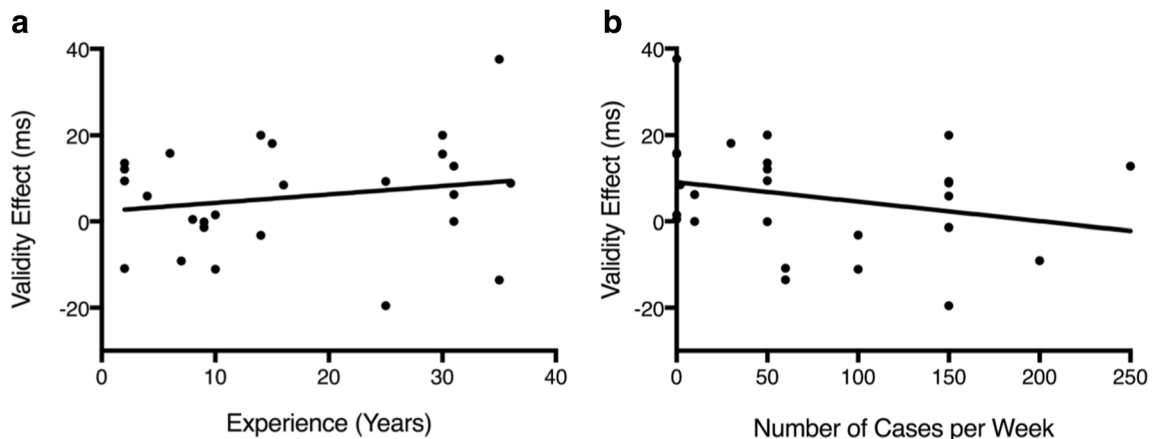 a
40
20
0
-20
Validity Effect (ms)
0 10 20 30 40
Experience (Years)
b
40
20
0
-20
Validity Effect (ms)
0 50 100 150 200 250
Number of Cases per Week